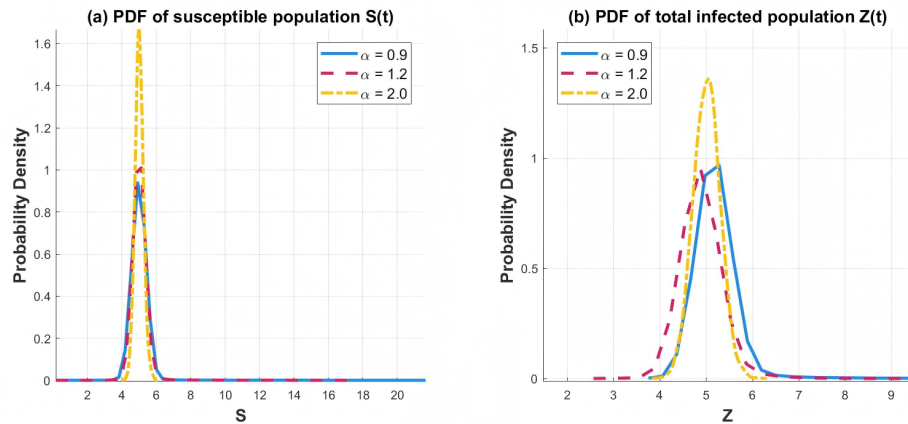 (a) PDF of susceptible population S(t)
1.6
1.4
1.2
1
0.8
0.6
0.4
0.2
0
Probability Density
α = 0.9
α = 1.2
α = 2.0
2 4 6 8 10 12 14 16 18 20
S
(b) PDF of total infected population Z(t)
1.5
1
0.5
0
Probability Density
α = 0.9
α = 1.2
α = 2.0
2 3 4 5 6 7 8 9
Z